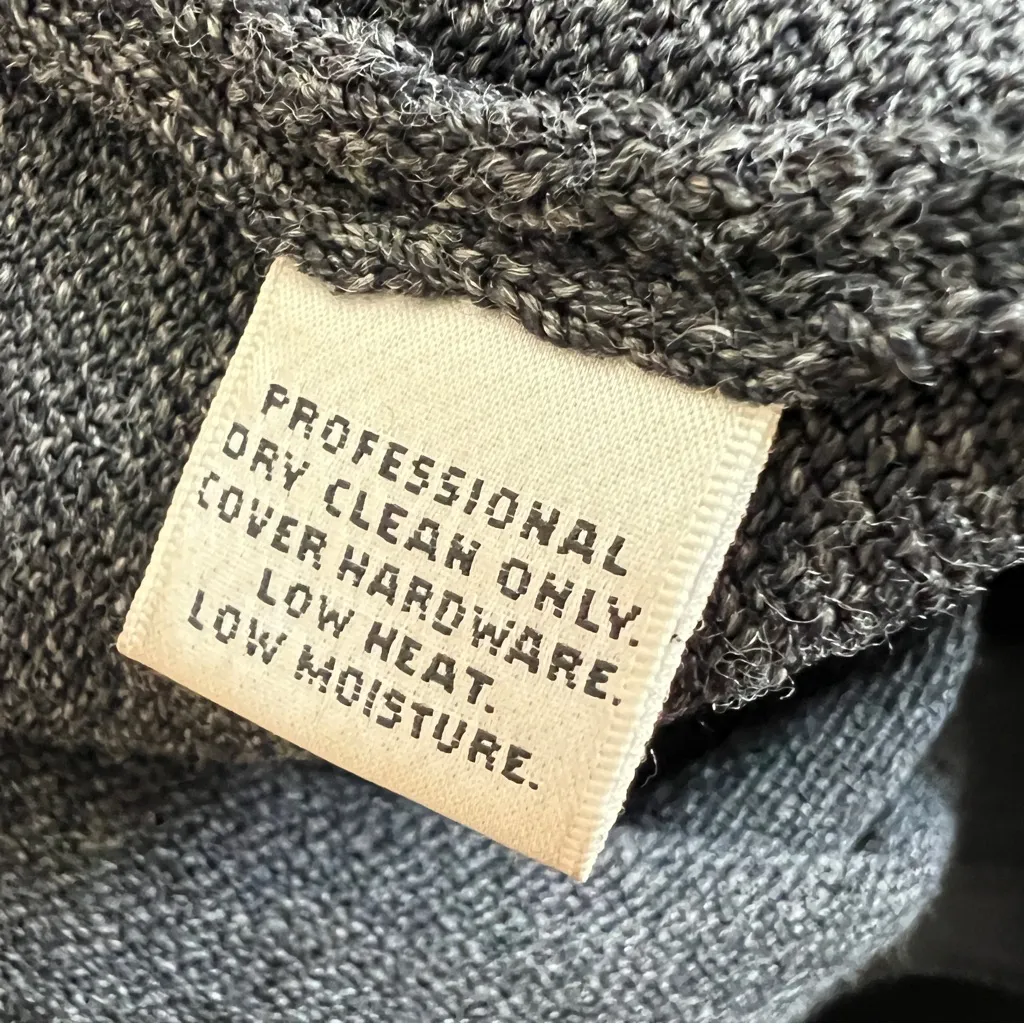 PROFESSIONAL
DRY CLEAN ONLY.
COVER HARDWARE.
LOW HEAT.
LOW MOISTURE.